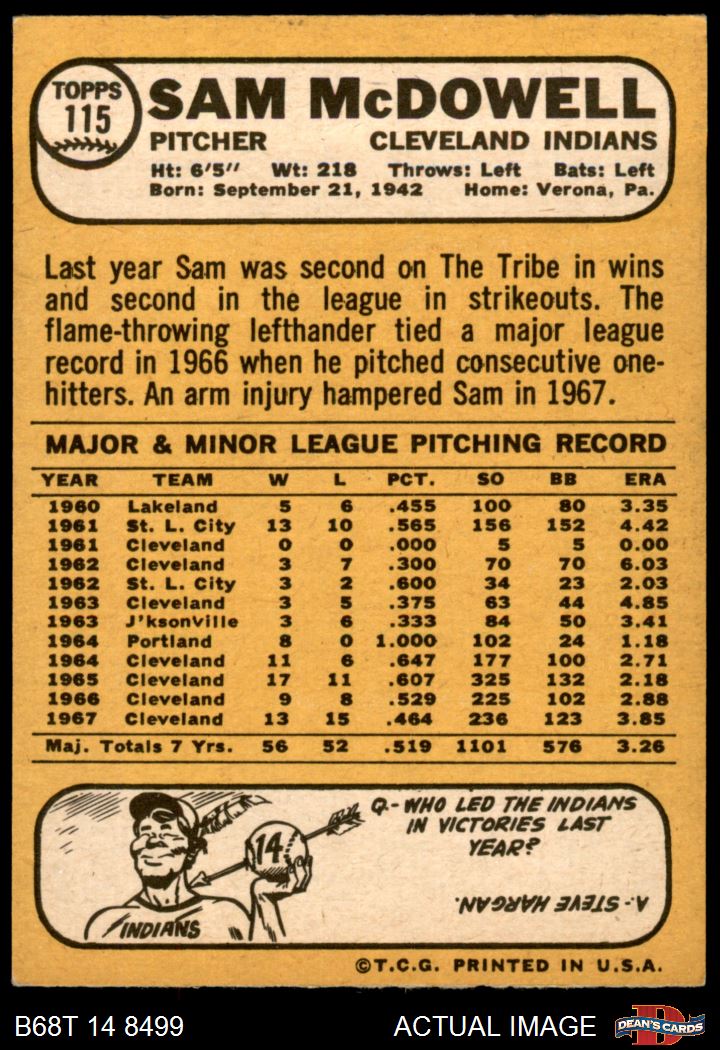 TOPPS
115
SAM McDOWELL
PITCHER CLEVELAND INDIANS
Ht: 6'5" Wt: 218 Throws: Left Bats: Left
Born: September 21, 1942 Home: Verona, Pa.
Last year Sam was second on The Tribe in wins
and second in the league in strikeouts. The
flame-throwing lefthander tied a major league
record in 1966 when he pitched consecutive one-
hitters. An arm injury hampered Sam in 1967.
MAJOR & MINOR LEAGUE PITCHING RECORD
YEAR TEAM W L PCT. SO BB ERA
1960 Lakeland 5 6 .455 100 80 3.35
1961 St. L. City 13 10 .565 156 152 4.42
1961 Cleveland 0 0 .000 5 5 0.00
1962 Cleveland 3 7 .300 70 70 6.03
1962 St. L. City 3 2 .600 34 23 2.03
1963 Cleveland 3 5 .375 63 44 4.85
1963 J'ksonville 3 6 .333 84 50 3.41
1964 Portland 8 0 1.000 102 24 1.18
1964 Cleveland 11 6 .647 177 100 2.71
1965 Cleveland 17 11 .607 325 132 2.18
1966 Cleveland 9 8 .529 225 102 2.88
1967 Cleveland 13 15 .464 236 123 3.85
Maj. Totals 7 Yrs. 56 52 .519 1101 576 3.26
Q.- WHO LED THE INDIANS
IN VICTORIES LAST
YEAR?
14
A.- STEVE HARGAN.
INDIANS
©T.C.G. PRINTED IN U.S.A.
B68T 14 8499 ACTUAL IMAGE
D
DEAN'S CARDS